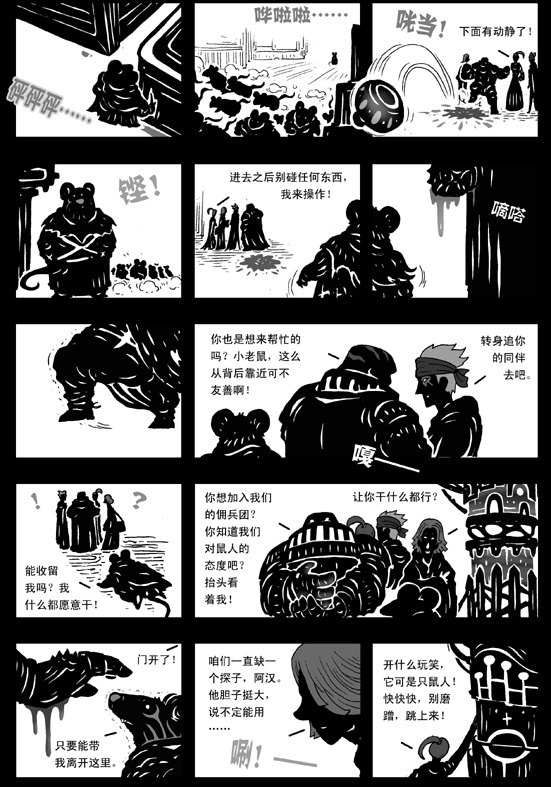 砰砰砰……
哗啦啦……
咣当！
下面有动静了！
铿！
进去之后别碰任何东西，
我来操作！
嘀嗒
你也是想来帮忙的
吗？小老鼠，这么
从背后靠近可不
友善啊！
转身追你
的同伴
去吧。
嘎——
！
？
能收留
我吗？我
什么都愿意干！
你想加入我们
的佣兵团？
你知道我们
对鼠人的
态度吧？
抬头看
着我！
让你干什么都行？
门开了！
只要能带
我离开这里。
咱们一直缺一
个探子，阿汉。
他胆子挺大，
说不定能用
……
开什么玩笑，
它可是只鼠人！
快快快，别磨
蹭，跳上来！